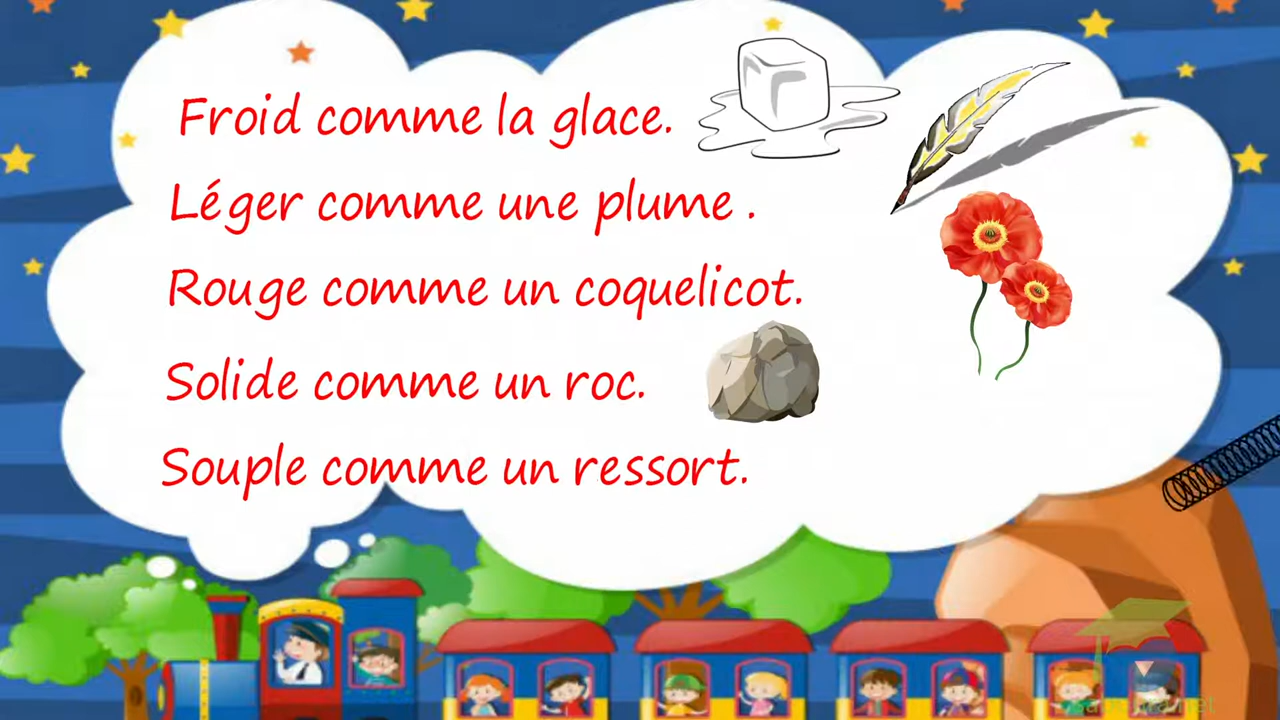 Froid comme la glace.
Léger comme une plume .
Rouge comme un coquelicot.
Solide comme un roc.
Souple comme un ressort.